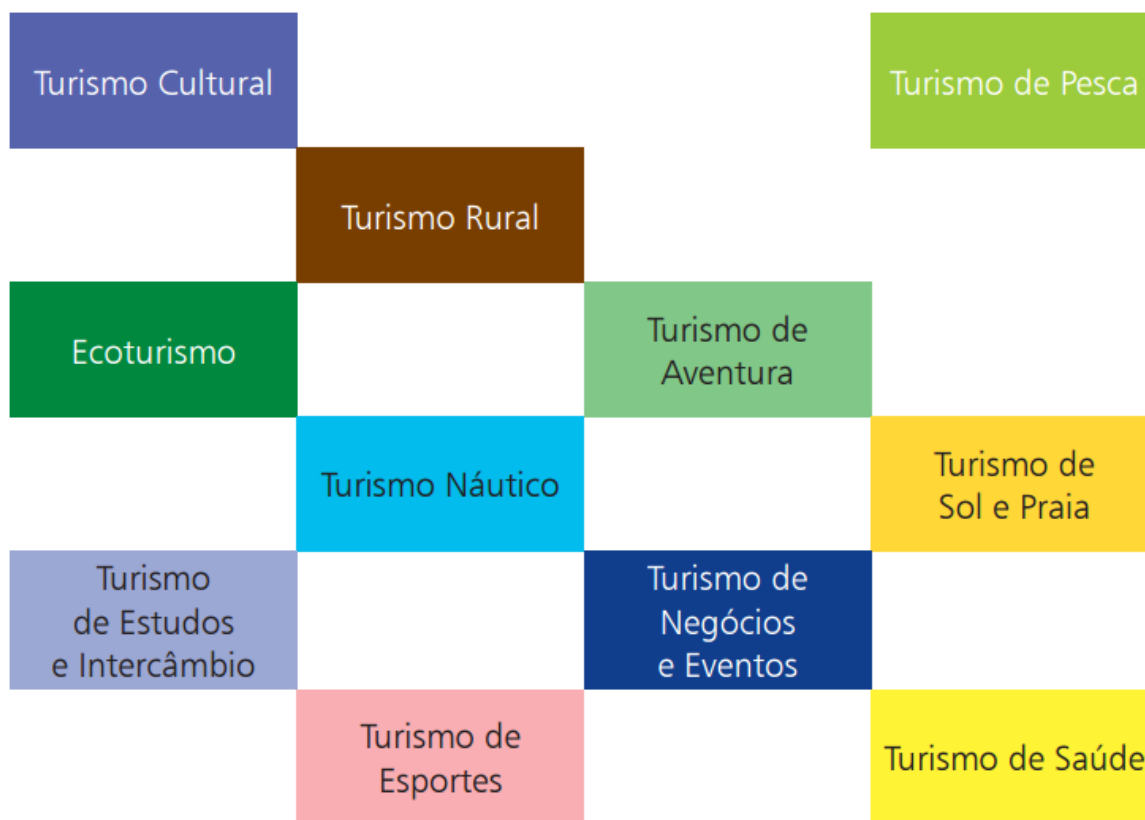 Turismo Cultural
Turismo de Pesca
Turismo Rural
Ecoturismo
Turismo de
Aventura
Turismo Náutico
Turismo de
Sol e Praia
Turismo
de Estudos
e Intercâmbio
Turismo de
Negócios
e Eventos
Turismo de
Esportes
Turismo de Saúde